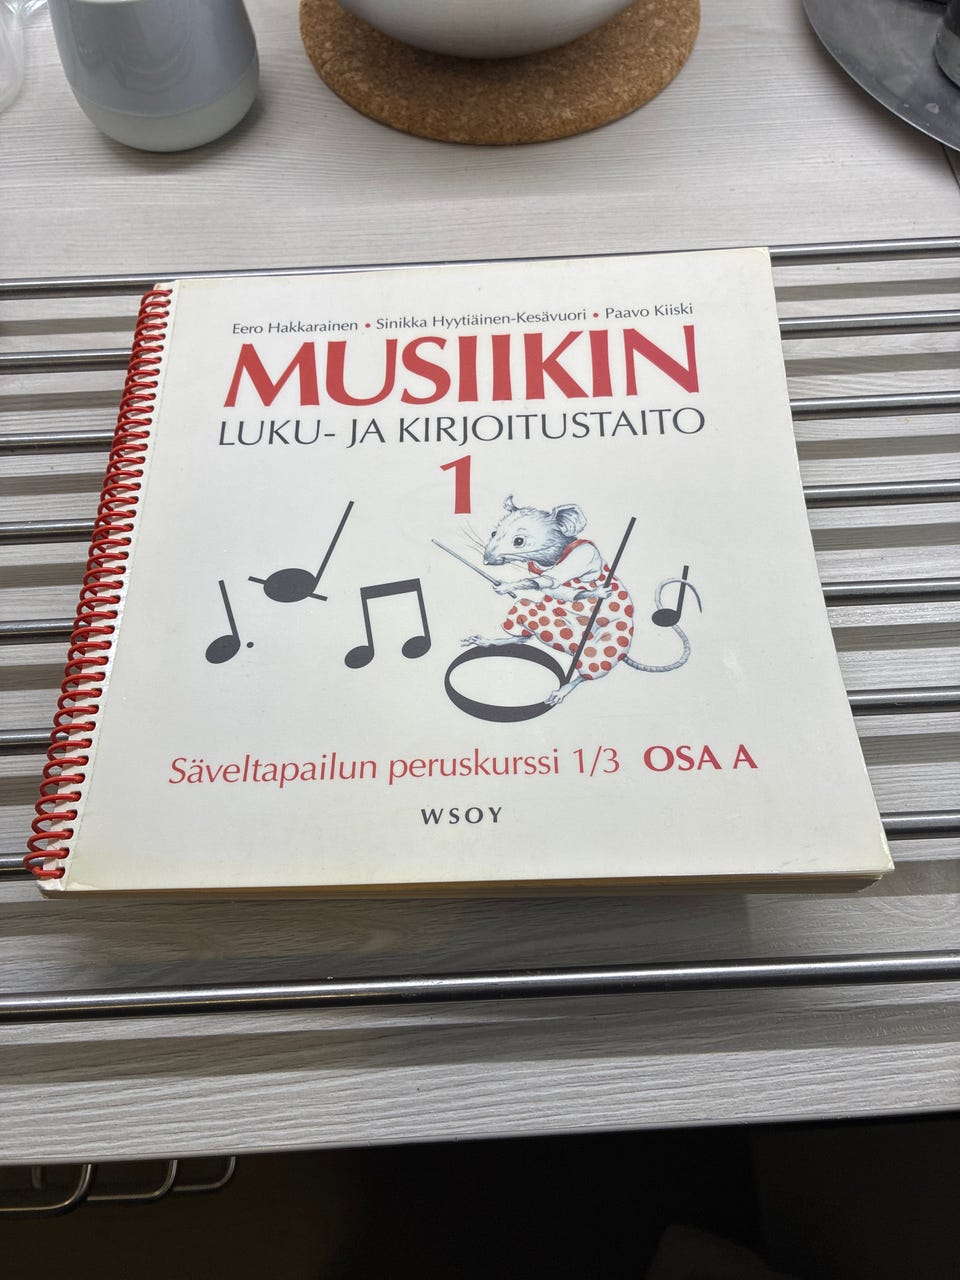 Eero Hakkarainen • Sinikka Hyytiäinen-Kesävuori • Paavo Kiiski
MUSIIKIN
LUKU- JA KIRJOITUSTAITO
1
Säveltapailun peruskurssi 1/3 OSA A
WSOY